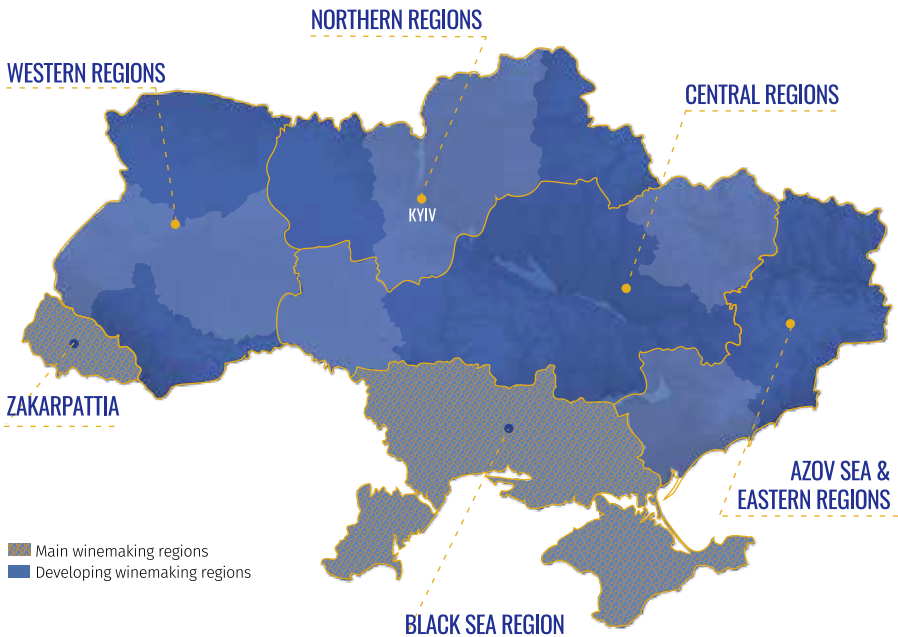 NORTHERN REGIONS
WESTERN REGIONS
CENTRAL REGIONS
KYIV
ZAKARPATTIA
AZOV SEA &
EASTERN REGIONS
Main winemaking regions
Developing winemaking regions
BLACK SEA REGION